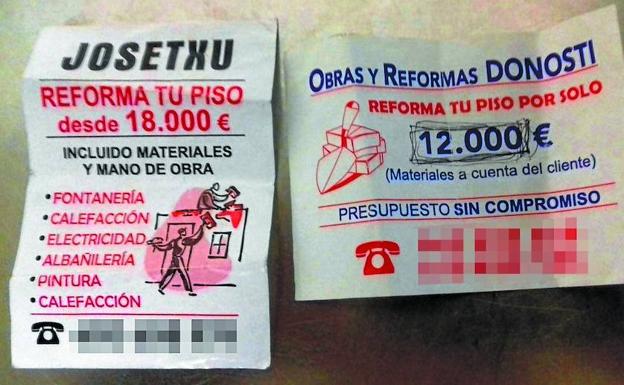 JOSETXU
REFORMA TU PISO
desde 18.000 €
INCLUIDO MATERIALES
Y MANO DE OBRA
• FONTANERÍA
• CALEFACCIÓN
• ELECTRICIDAD
• ALBAÑILERÍA
• PINTURA
• CALEFACCIÓN
OBRAS Y REFORMAS DONOSTI
REFORMA TU PISO POR SOLO
12.000 €
(Materiales a cuenta del cliente)
PRESUPUESTO SIN COMPROMISO